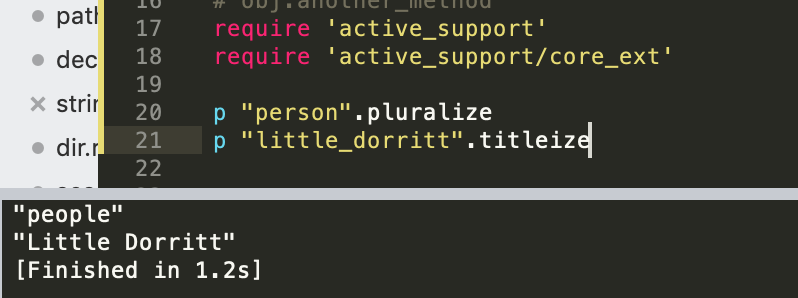 16 # obj.another_method
path
17 require 'active_support'
dec
18 require 'active_support/core_ext'
strin
19
20 p "person".pluralize
dir.r
21 p "little_dorritt".titleize
22
"people"
"Little Dorritt"
[Finished in 1.2s]